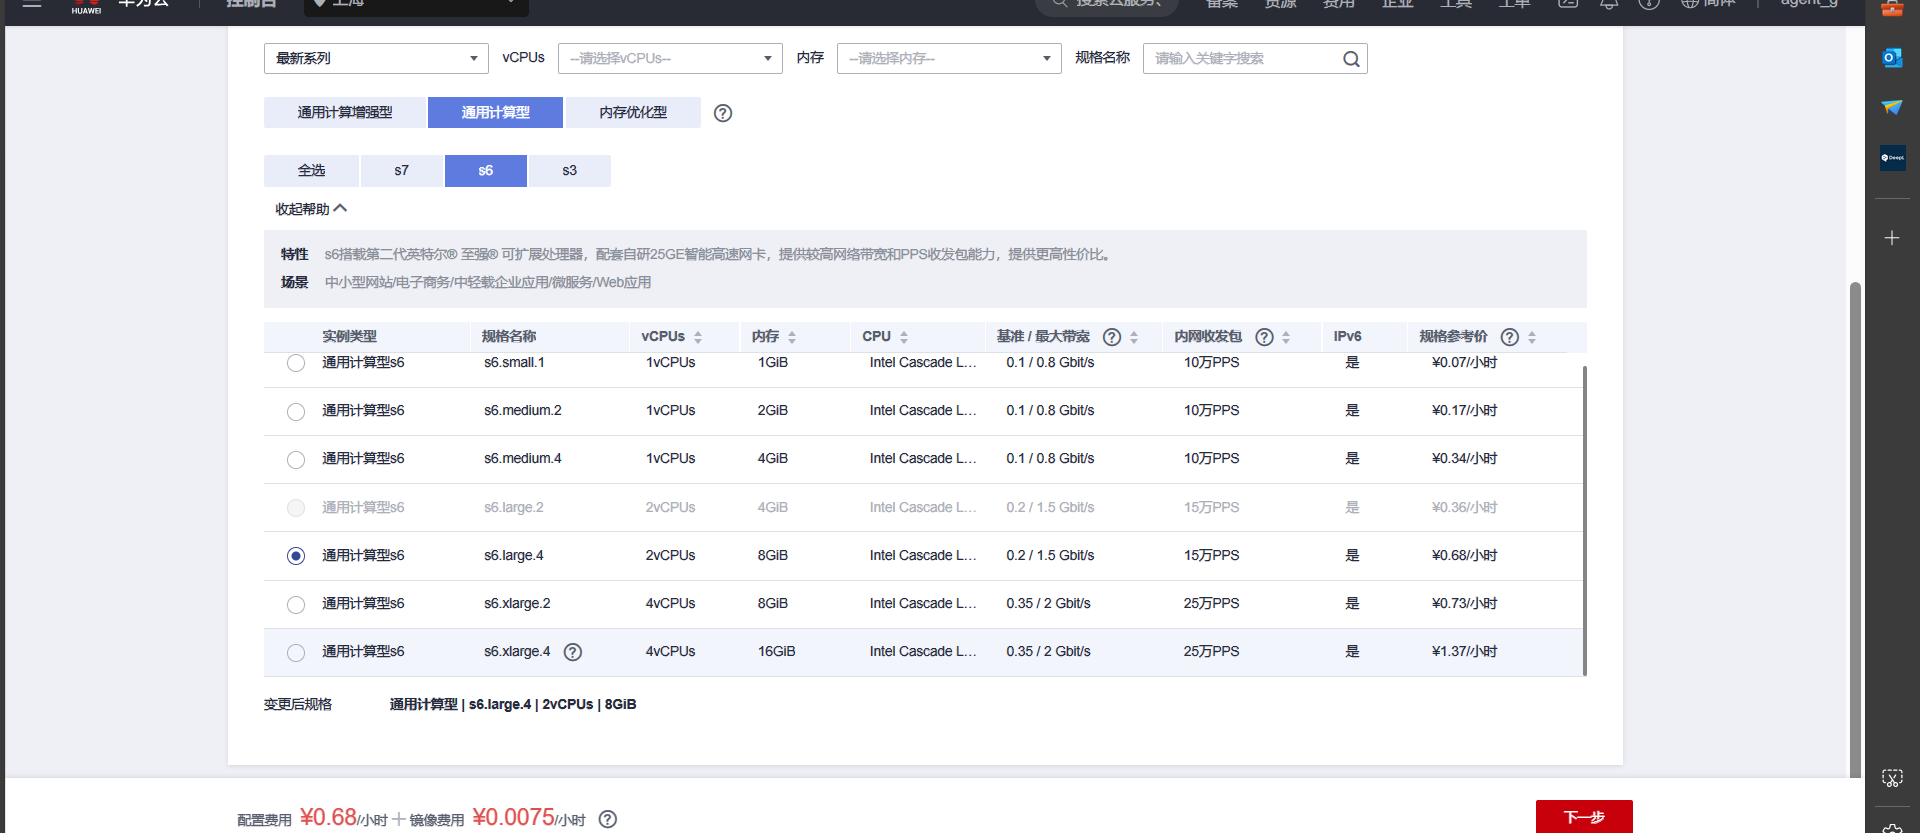 HUAWEI 华为云 控制台 上海 搜索云服务、 备案 资源 费用 企业 工具 工单 简体 agent_g
最新系列 vCPUs --请选择vCPUs-- 内存 --请选择内存-- 规格名称 请输入关键字搜索
通用计算增强型 通用计算型 内存优化型
全选 s7 s6 s3
收起帮助
特性 s6搭载第二代英特尔® 至强® 可扩展处理器，配套自研25GE智能高速网卡，提供较高网络带宽和PPS收发包能力，提供更高性价比。
场景 中小型网站/电子商务/中轻载企业应用/微服务/Web应用
实例类型 规格名称 vCPUs 内存 CPU 基准 / 最大带宽 内网收发包 IPv6 规格参考价
通用计算型s6 s6.small.1 1vCPUs 1GiB Intel Cascade L... 0.1 / 0.8 Gbit/s 10万PPS 是 ¥0.07/小时
通用计算型s6 s6.medium.2 1vCPUs 2GiB Intel Cascade L... 0.1 / 0.8 Gbit/s 10万PPS 是 ¥0.17/小时
通用计算型s6 s6.medium.4 1vCPUs 4GiB Intel Cascade L... 0.1 / 0.8 Gbit/s 10万PPS 是 ¥0.34/小时
通用计算型s6 s6.large.2 2vCPUs 4GiB Intel Cascade L... 0.2 / 1.5 Gbit/s 15万PPS 是 ¥0.36/小时
通用计算型s6 s6.large.4 2vCPUs 8GiB Intel Cascade L... 0.2 / 1.5 Gbit/s 15万PPS 是 ¥0.68/小时
通用计算型s6 s6.xlarge.2 4vCPUs 8GiB Intel Cascade L... 0.35 / 2 Gbit/s 25万PPS 是 ¥0.73/小时
通用计算型s6 s6.xlarge.4 4vCPUs 16GiB Intel Cascade L... 0.35 / 2 Gbit/s 25万PPS 是 ¥1.37/小时
变更后规格 通用计算型 | s6.large.4 | 2vCPUs | 8GiB
配置费用 ¥0.68/小时 + 镜像费用 ¥0.0075/小时
下一步
DeepL